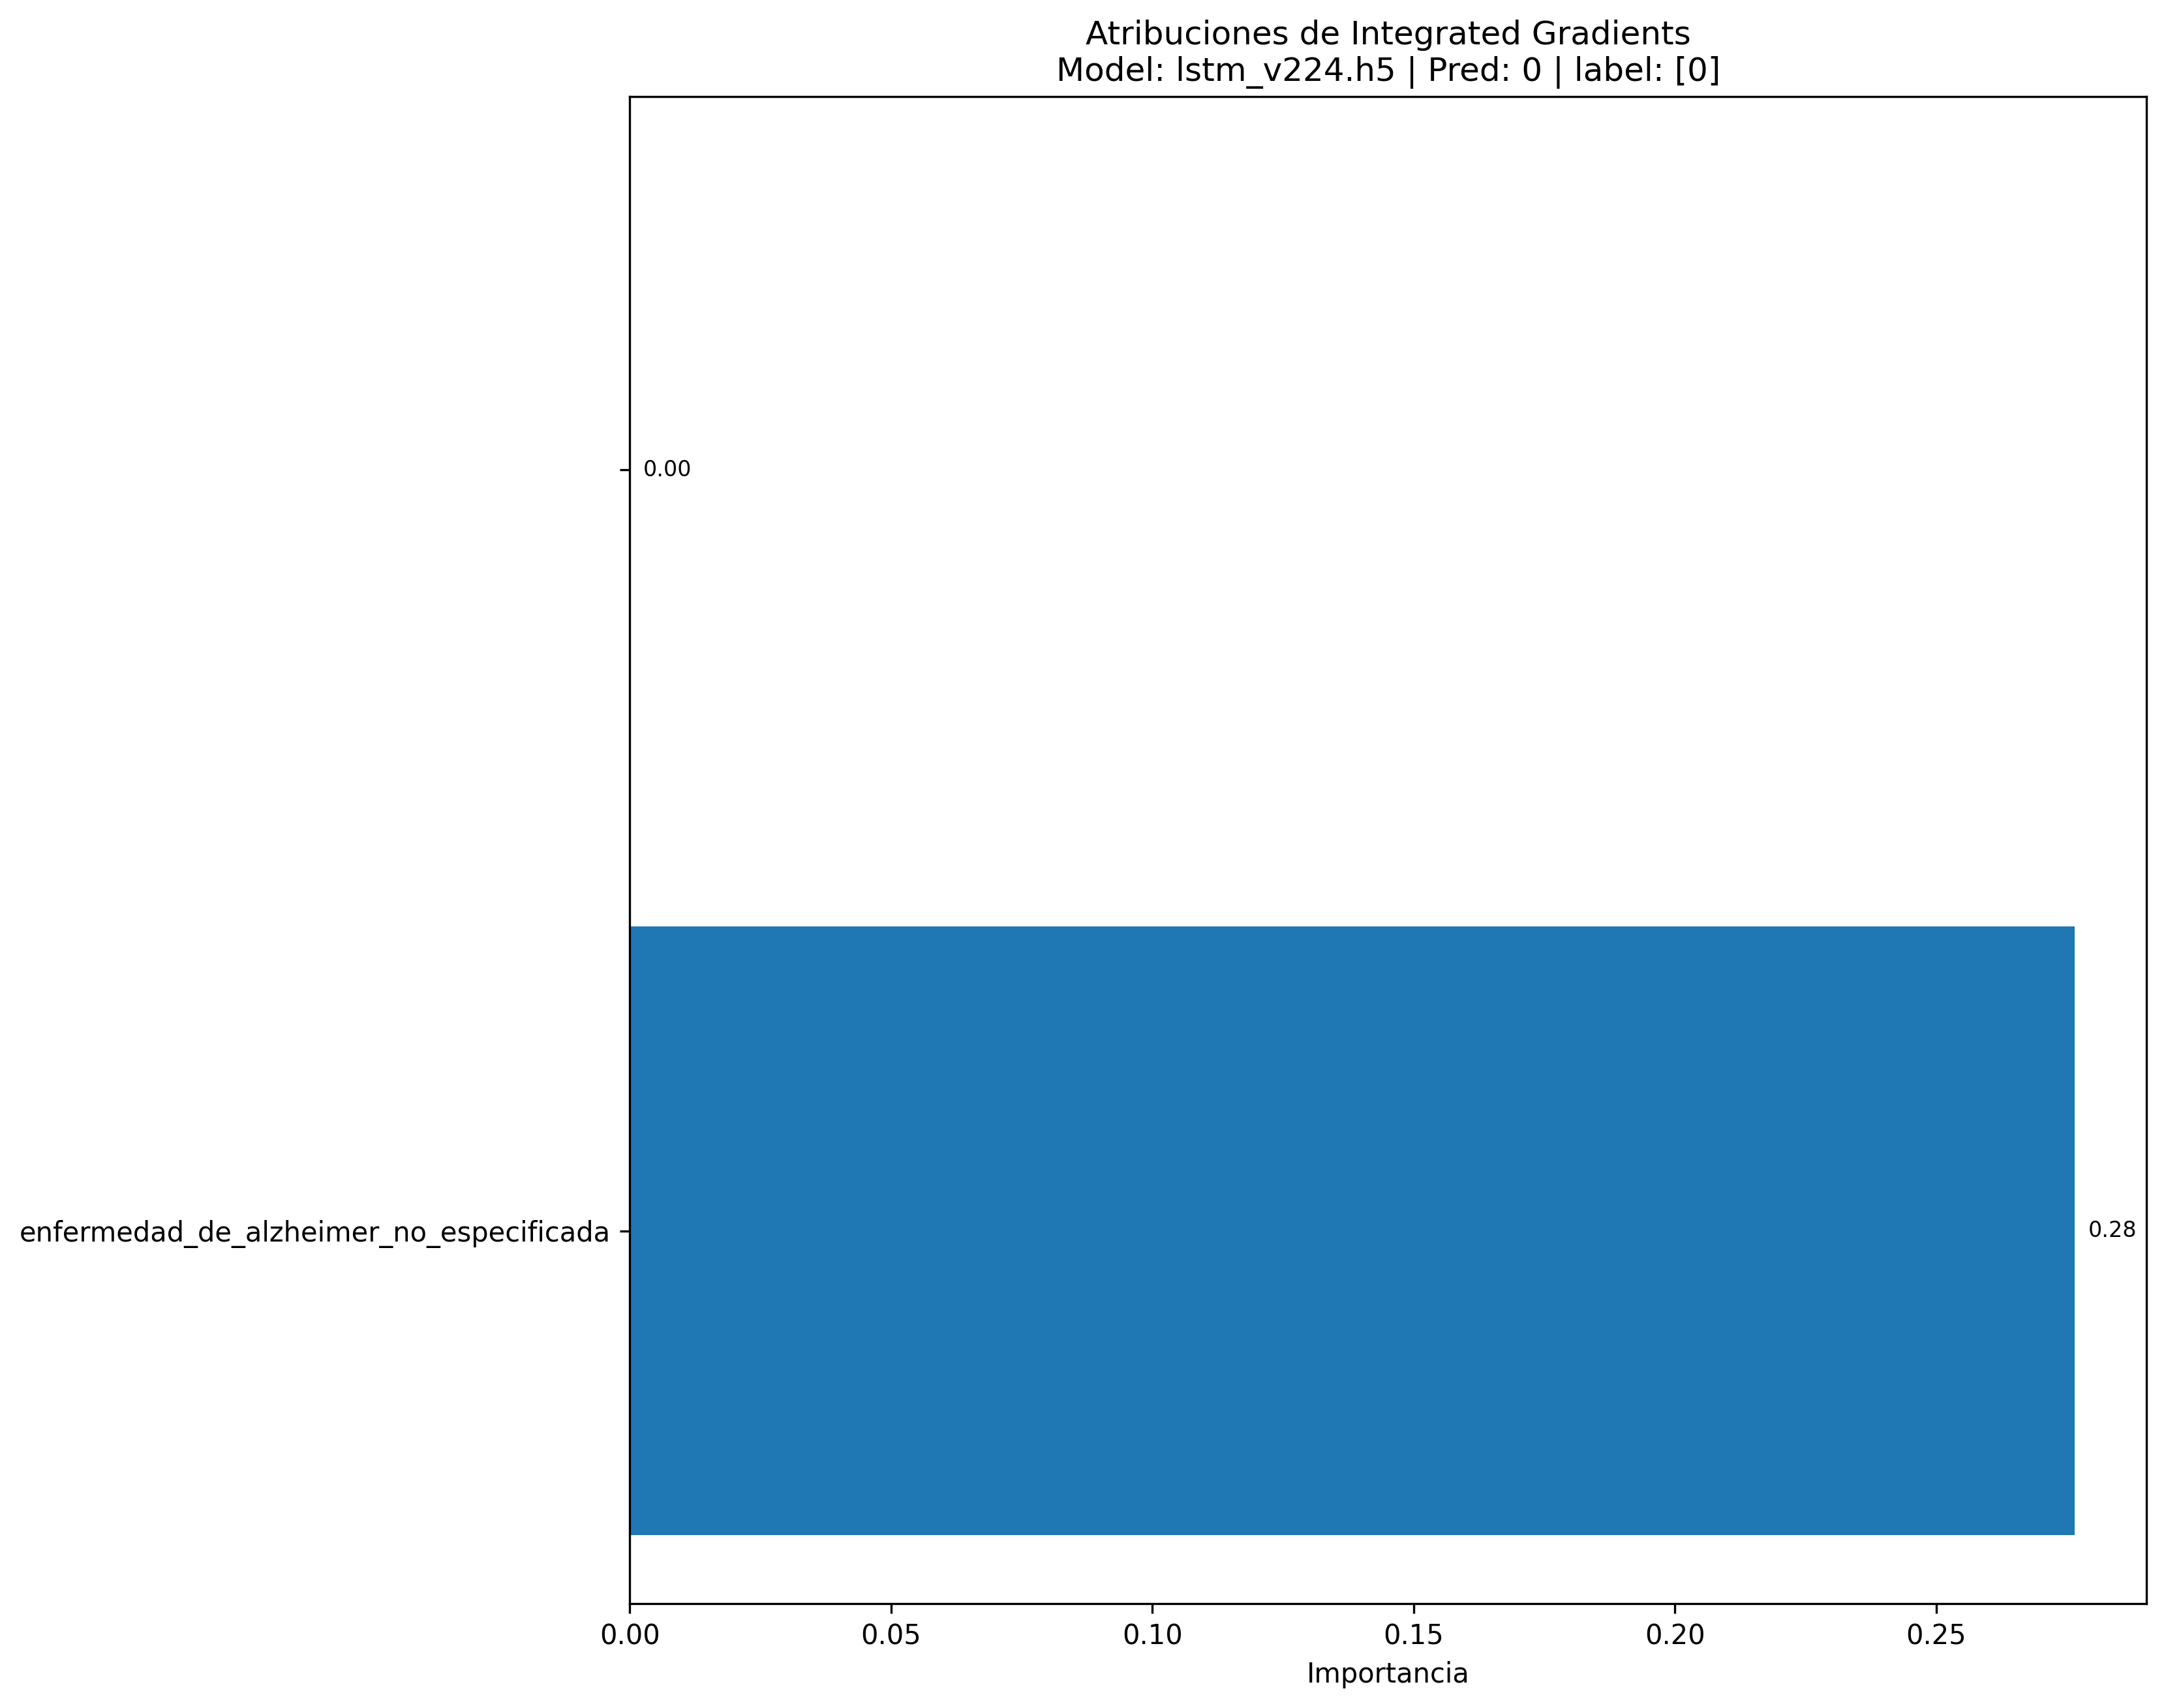 Atribuciones de Integrated Gradients
Model: lstm_v224.h5 | Pred: 0 | label: [0]
0.00
enfermedad_de_alzheimer_no_especificada
0.28
0.00 0.05 0.10 0.15 0.20 0.25
Importancia